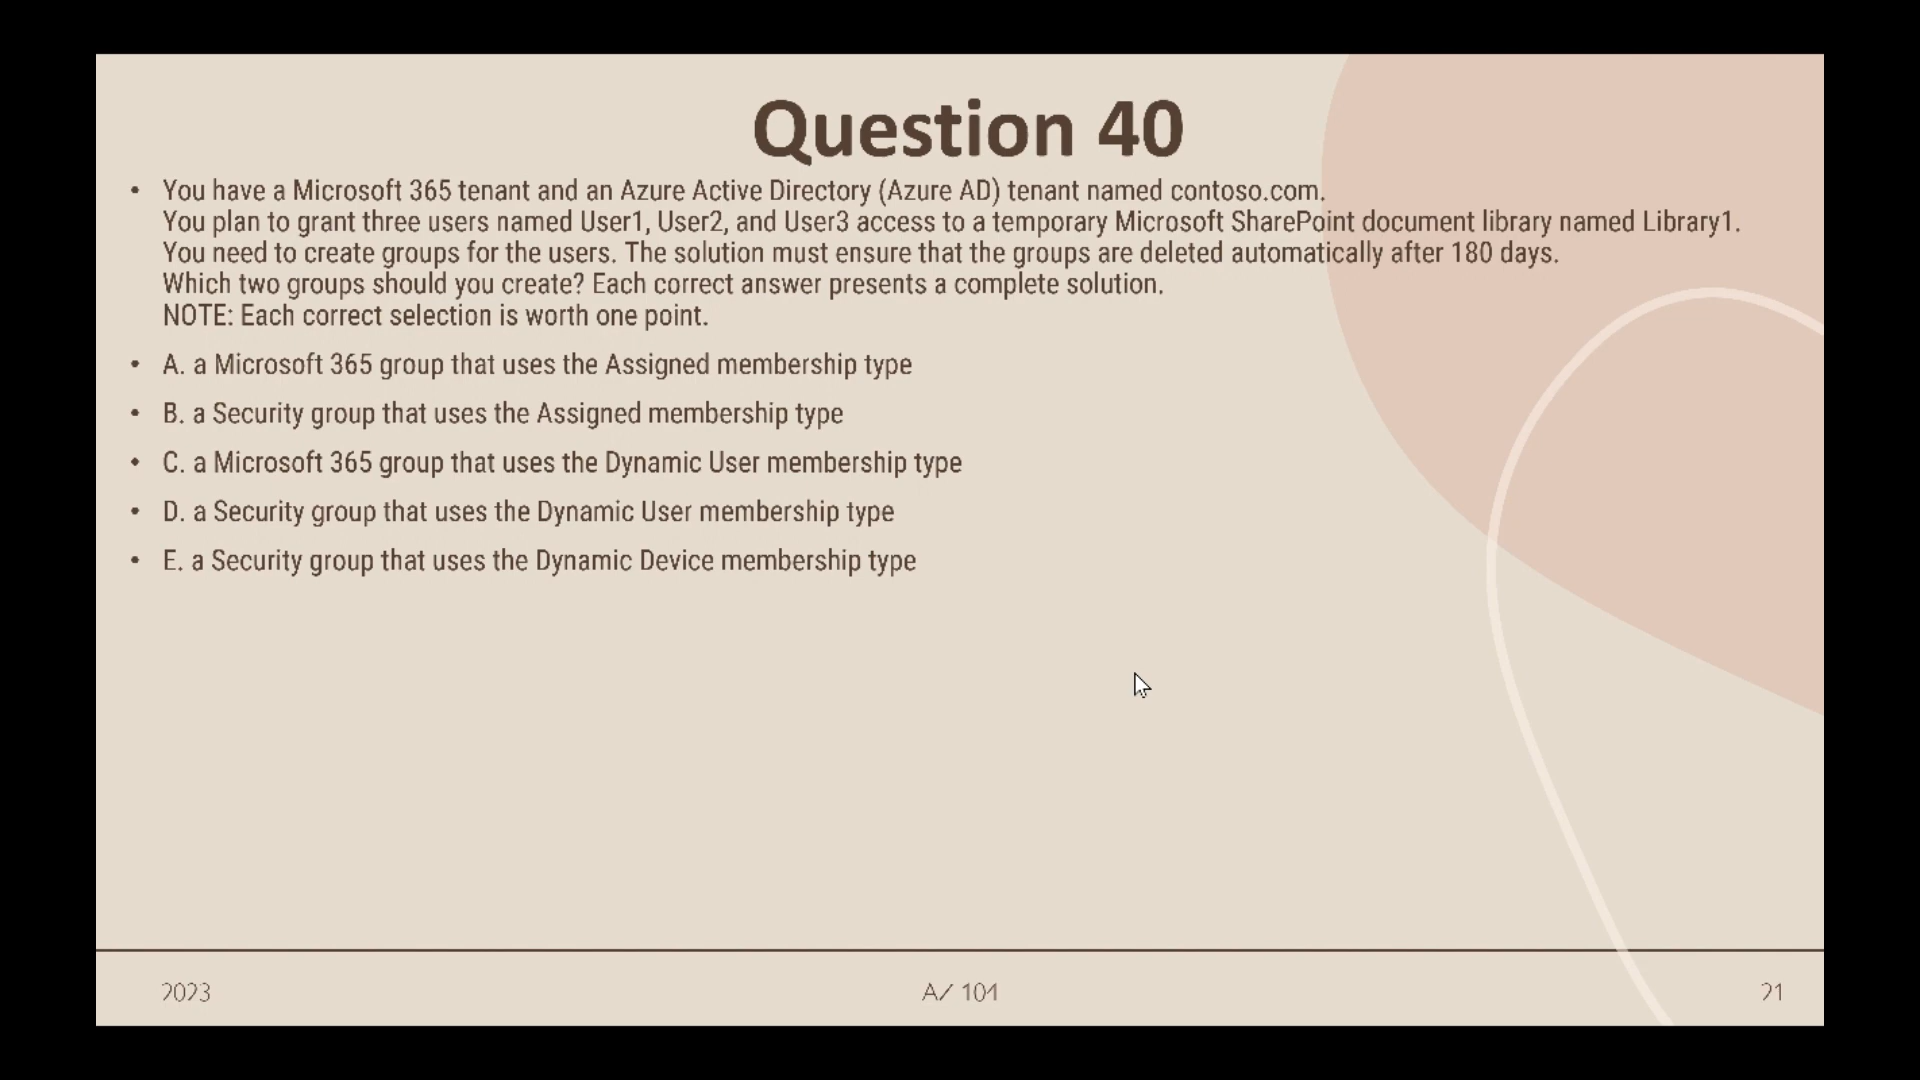 Question 40
• You have a Microsoft 365 tenant and an Azure Active Directory (Azure AD) tenant named contoso.com.
You plan to grant three users named User1, User2, and User3 access to a temporary Microsoft SharePoint document library named Library1.
You need to create groups for the users. The solution must ensure that the groups are deleted automatically after 180 days.
Which two groups should you create? Each correct answer presents a complete solution.
NOTE: Each correct selection is worth one point.
• A. a Microsoft 365 group that uses the Assigned membership type
• B. a Security group that uses the Assigned membership type
• C. a Microsoft 365 group that uses the Dynamic User membership type
• D. a Security group that uses the Dynamic User membership type
• E. a Security group that uses the Dynamic Device membership type
2023
AZ 104
21